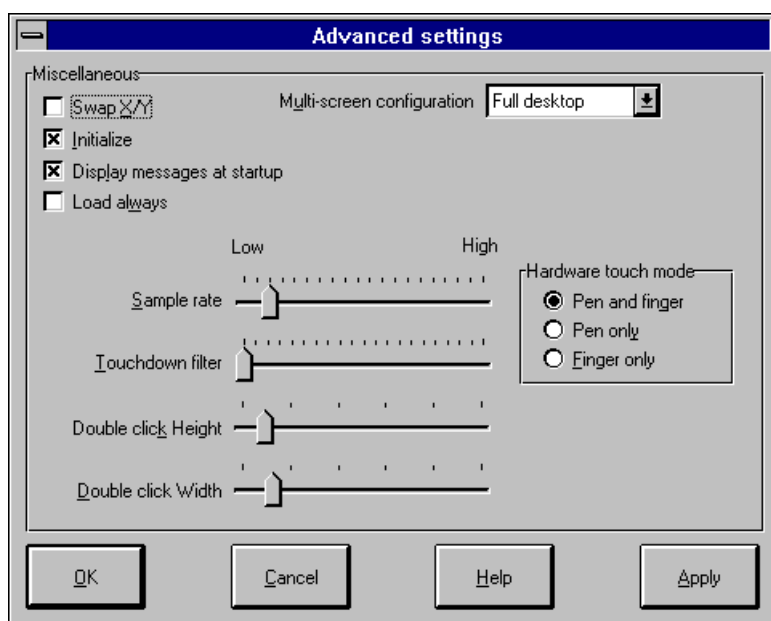 Advanced settings
Miscellaneous
Swap X/Y
Multi-screen configuration Full desktop
Initialize
Display messages at startup
Load always
Low High
Sample rate
Touchdown filter
Double click Height
Double click Width
Hardware touch mode
Pen and finger
Pen only
Finger only
OK Cancel Help Apply